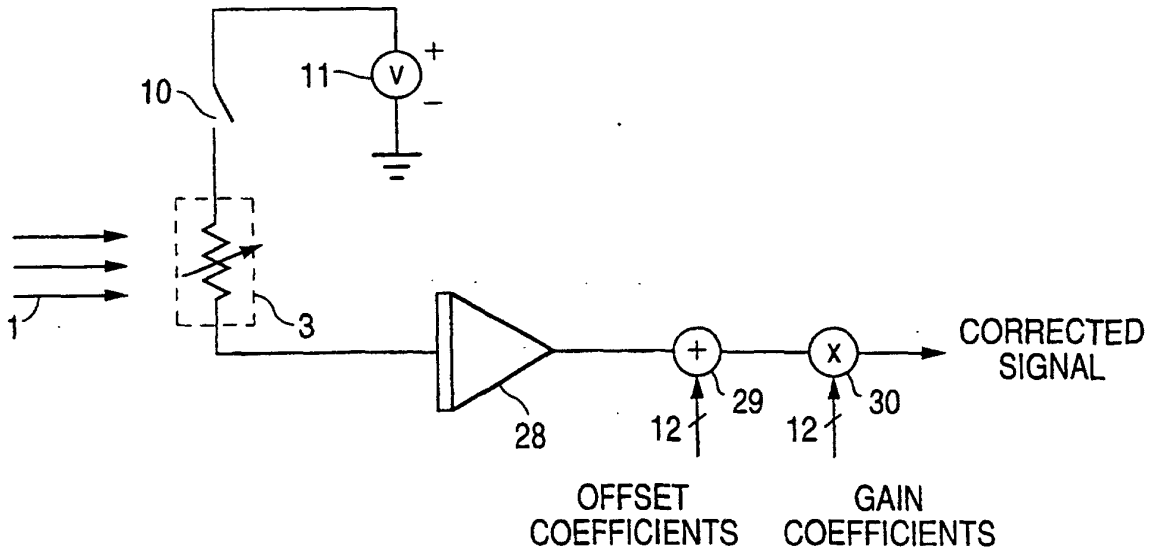 10
11
V
+
−
1
3
28
+
29
X
30
CORRECTED
SIGNAL
12
12
OFFSET
COEFFICIENTS
GAIN
COEFFICIENTS